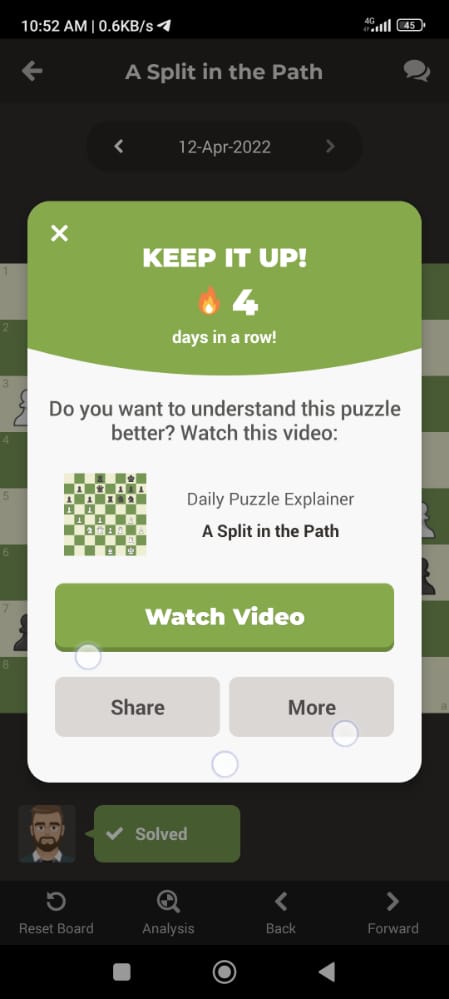 10:52 AM | 0.6KB/s
4G
45
A Split in the Path
12-Apr-2022
KEEP IT UP!
4
days in a row!
Do you want to understand this puzzle
better? Watch this video:
Daily Puzzle Explainer
A Split in the Path
Watch Video
Share
More
1
2
3
4
5
6
7
8
a
Solved
Reset Board
Analysis
Back
Forward